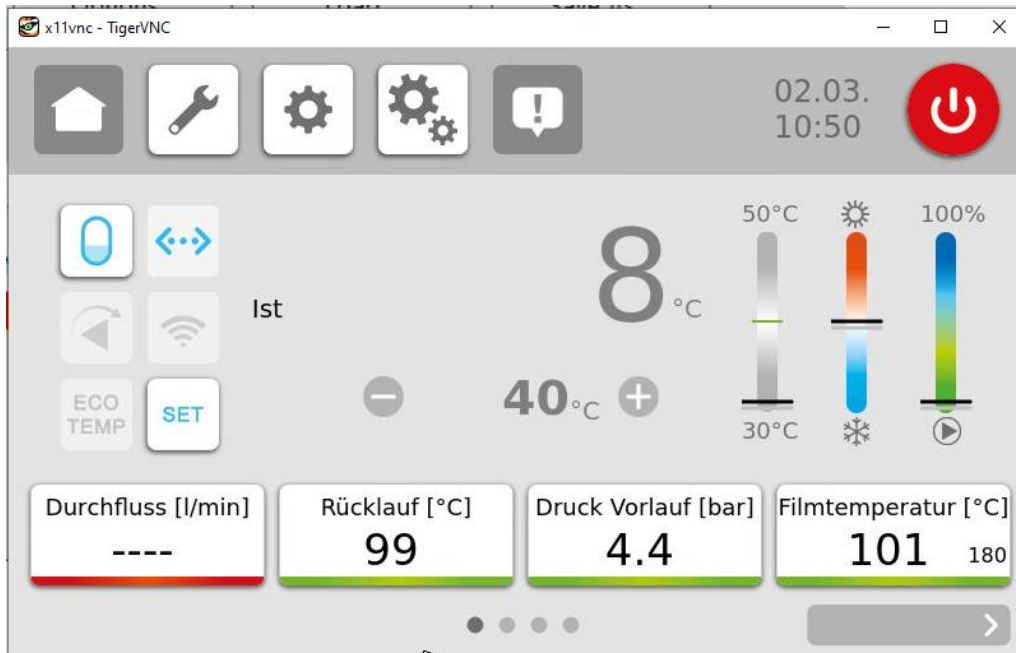 x11vnc - TigerVNC
02.03.
10:50
50°C
100%
8 °C
Ist
ECO
TEMP
SET
40 °C
30°C
Durchfluss [l/min]
----
Rücklauf [°C]
99
Druck Vorlauf [bar]
4.4
Filmtemperatur [°C]
101
180